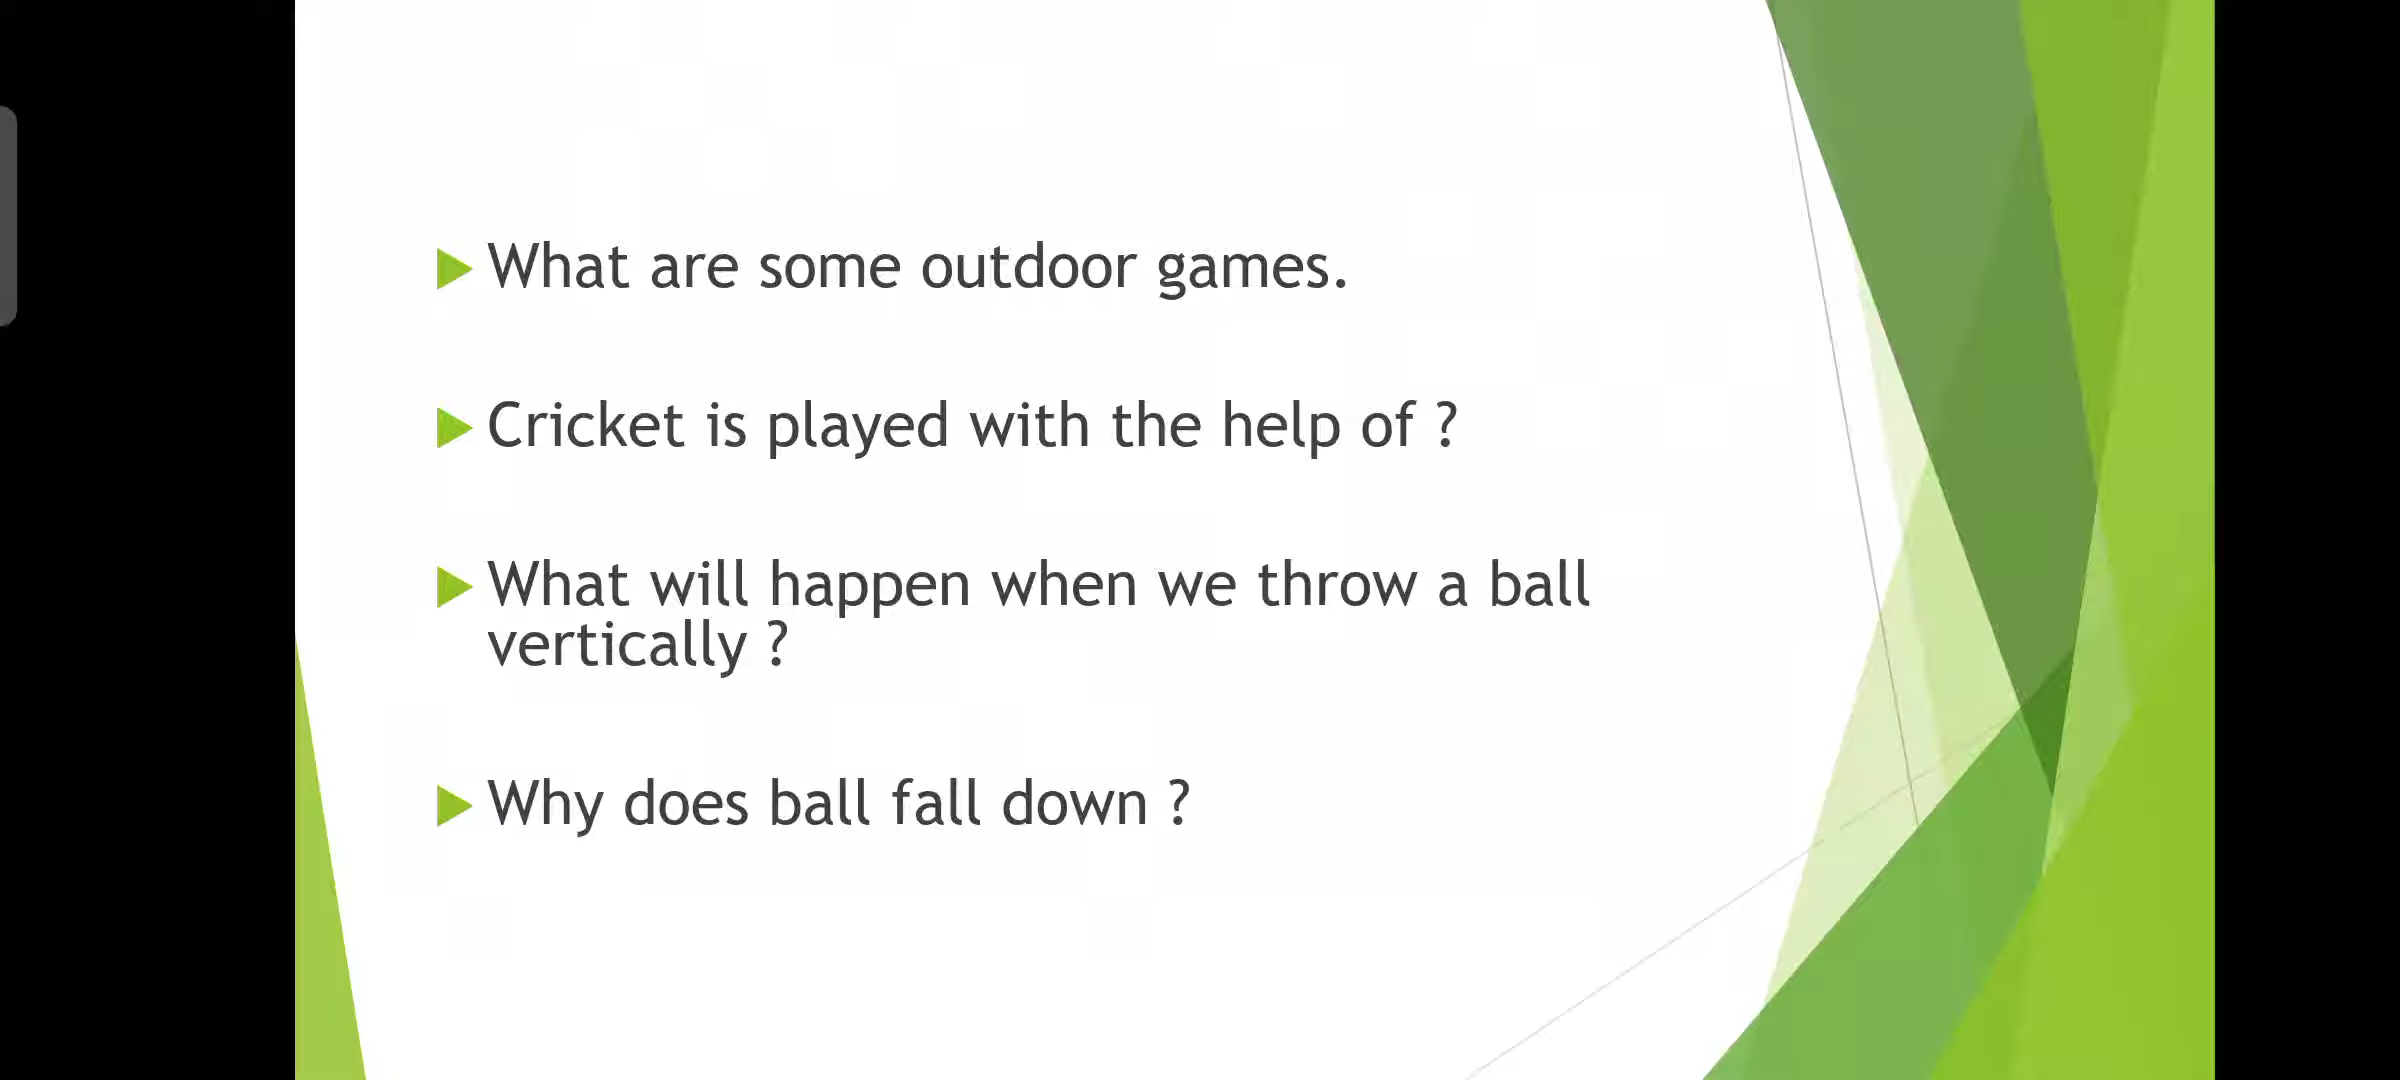 What are some outdoor games.
Cricket is played with the help of ?
What will happen when we throw a ball
vertically ?
Why does ball fall down ?